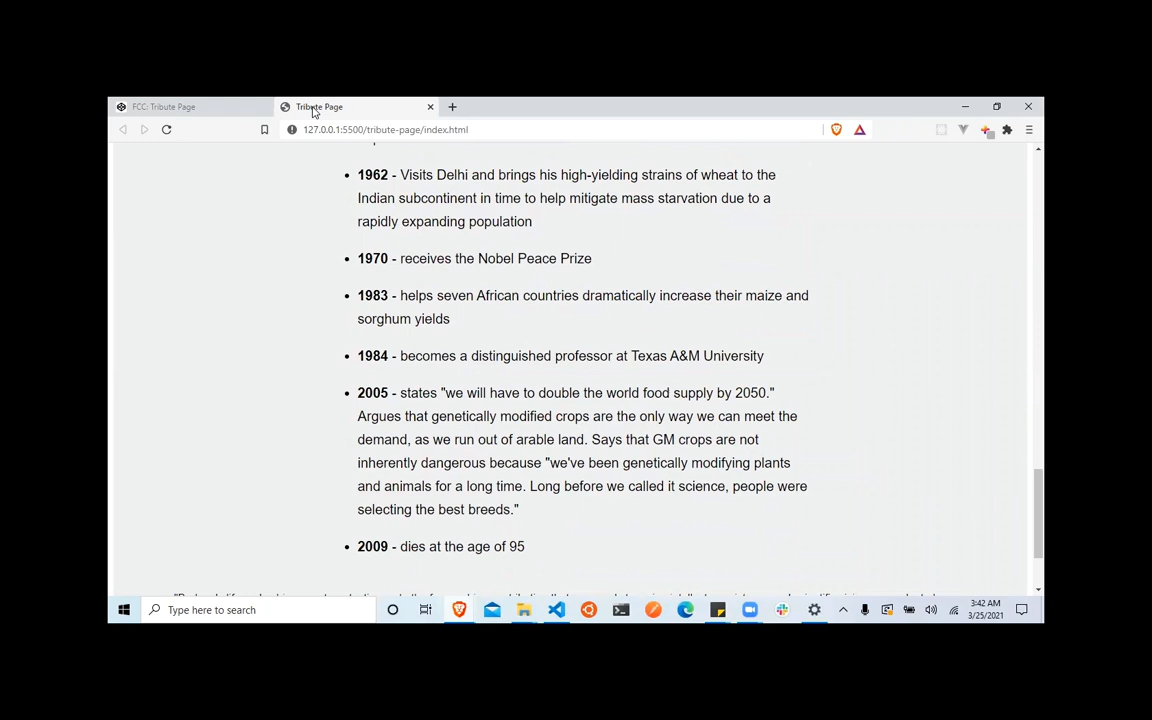 FCC: Tribute Page
Tribute Page
127.0.0.1:5500/tribute-page/index.html
1962 - Visits Delhi and brings his high-yielding strains of wheat to the
Indian subcontinent in time to help mitigate mass starvation due to a
rapidly expanding population
1970 - receives the Nobel Peace Prize
1983 - helps seven African countries dramatically increase their maize and
sorghum yields
1984 - becomes a distinguished professor at Texas A&M University
2005 - states "we will have to double the world food supply by 2050."
Argues that genetically modified crops are the only way we can meet the
demand, as we run out of arable land. Says that GM crops are not
inherently dangerous because "we've been genetically modifying plants
and animals for a long time. Long before we called it science, people were
selecting the best breeds."
2009 - dies at the age of 95
Type here to search
3:42 AM
3/25/2021